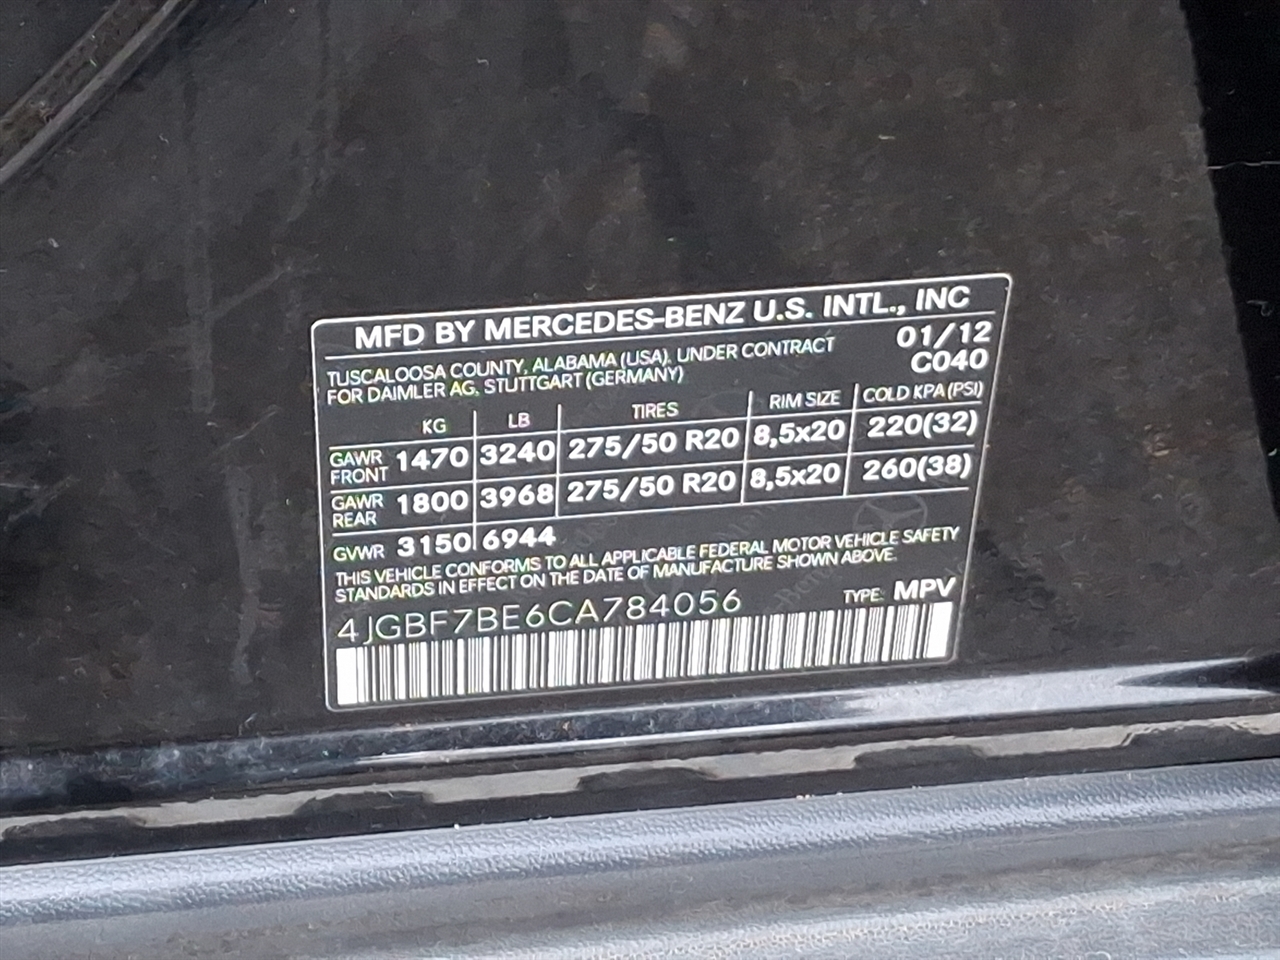 MFD BY MERCEDES-BENZ U.S. INTL., INC
TUSCALOOSA COUNTY, ALABAMA (USA), UNDER CONTRACT 01/12
FOR DAIMLER AG, STUTTGART (GERMANY) C040
KG LB TIRES RIM SIZE COLD KPA (PSI)
GAWR FRONT 1470 3240 275/50 R20 8,5x20 220(32)
GAWR REAR 1800 3968 275/50 R20 8,5x20 260(38)
GVWR 3150 6944
THIS VEHICLE CONFORMS TO ALL APPLICABLE FEDERAL MOTOR VEHICLE SAFETY
STANDARDS IN EFFECT ON THE DATE OF MANUFACTURE SHOWN ABOVE.
4JGBF7BE6CA784056 TYPE: MPV